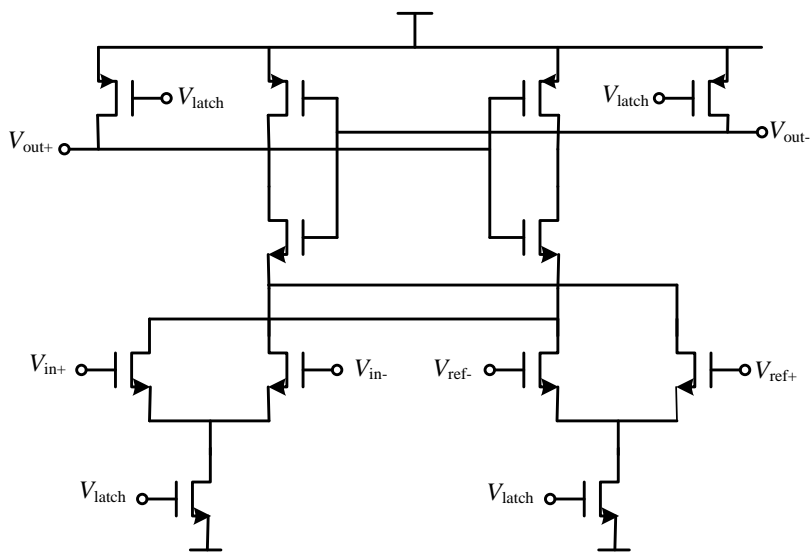 V_latch
V_latch
V_out+
V_out-
V_in+
V_in-
V_ref-
V_ref+
V_latch
V_latch